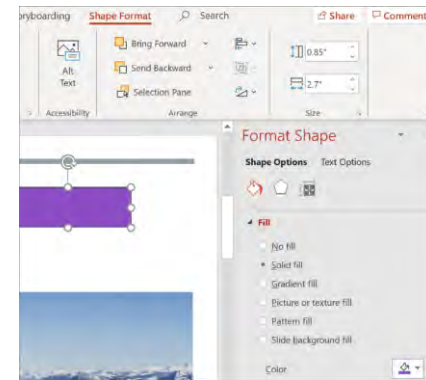 oryboarding Shape Format Search Share Comment
Bring Forward
Send Backward
Selection Pane
Alt
Text
0.85"
2.7"
Accessibility Arrange Size
Format Shape
Shape Options Text Options
Fill
No fill
Solid fill
Gradient fill
Picture or texture fill
Pattern fill
Slide background fill
Color